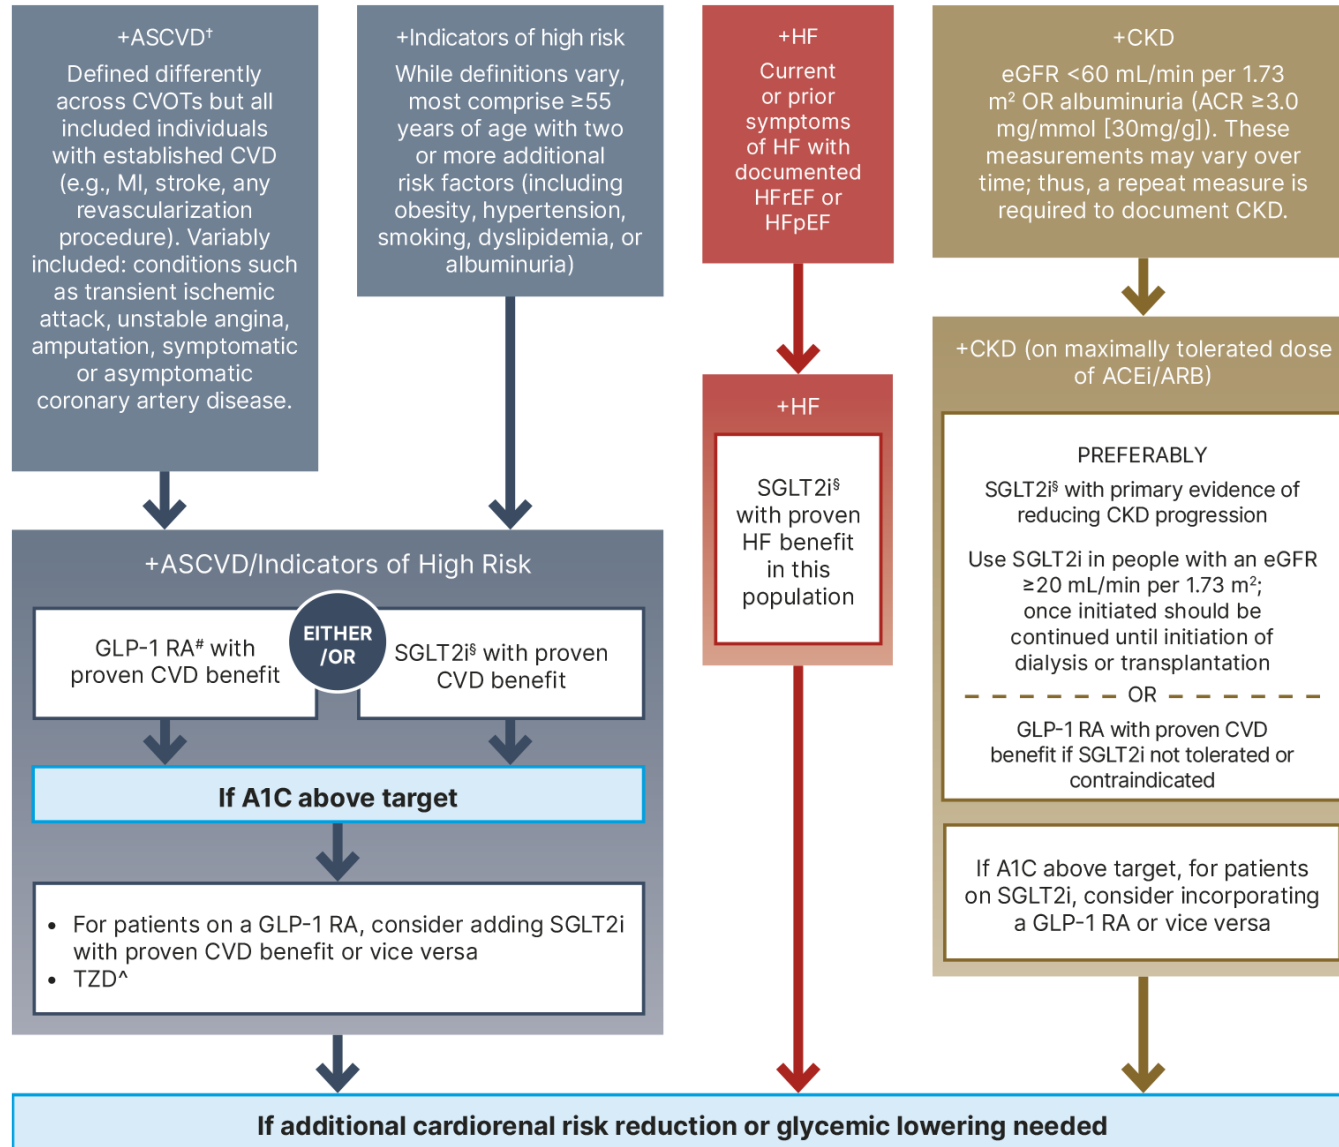 +ASCVD†
Defined differently
across CVOTs but all
included individuals
with established CVD
(e.g., MI, stroke, any
revascularization
procedure). Variably
included: conditions such
as transient ischemic
attack, unstable angina,
amputation, symptomatic
or asymptomatic
coronary artery disease.
+Indicators of high risk
While definitions vary,
most comprise ≥55
years of age with two
or more additional
risk factors (including
obesity, hypertension,
smoking, dyslipidemia, or
albuminuria)
+HF
Current
or prior
symptoms
of HF with
documented
HFrEF or
HFpEF
+CKD
eGFR <60 mL/min per 1.73
m² OR albuminuria (ACR ≥3.0
mg/mmol [30mg/g]). These
measurements may vary over
time; thus, a repeat measure is
required to document CKD.
+ASCVD/Indicators of High Risk
GLP-1 RA# with
proven CVD benefit
EITHER
/OR
SGLT2i§ with proven
CVD benefit
If A1C above target
• For patients on a GLP-1 RA, consider adding SGLT2i
with proven CVD benefit or vice versa
• TZD^
+HF
SGLT2i§
with proven
HF benefit
in this
population
+CKD (on maximally tolerated dose
of ACEi/ARB)
PREFERABLY
SGLT2i§ with primary evidence of
reducing CKD progression
Use SGLT2i in people with an eGFR
≥20 mL/min per 1.73 m²;
once initiated should be
continued until initiation of
dialysis or transplantation
OR
GLP-1 RA with proven CVD
benefit if SGLT2i not tolerated or
contraindicated
If A1C above target, for patients
on SGLT2i, consider incorporating
a GLP-1 RA or vice versa
If additional cardiorenal risk reduction or glycemic lowering needed